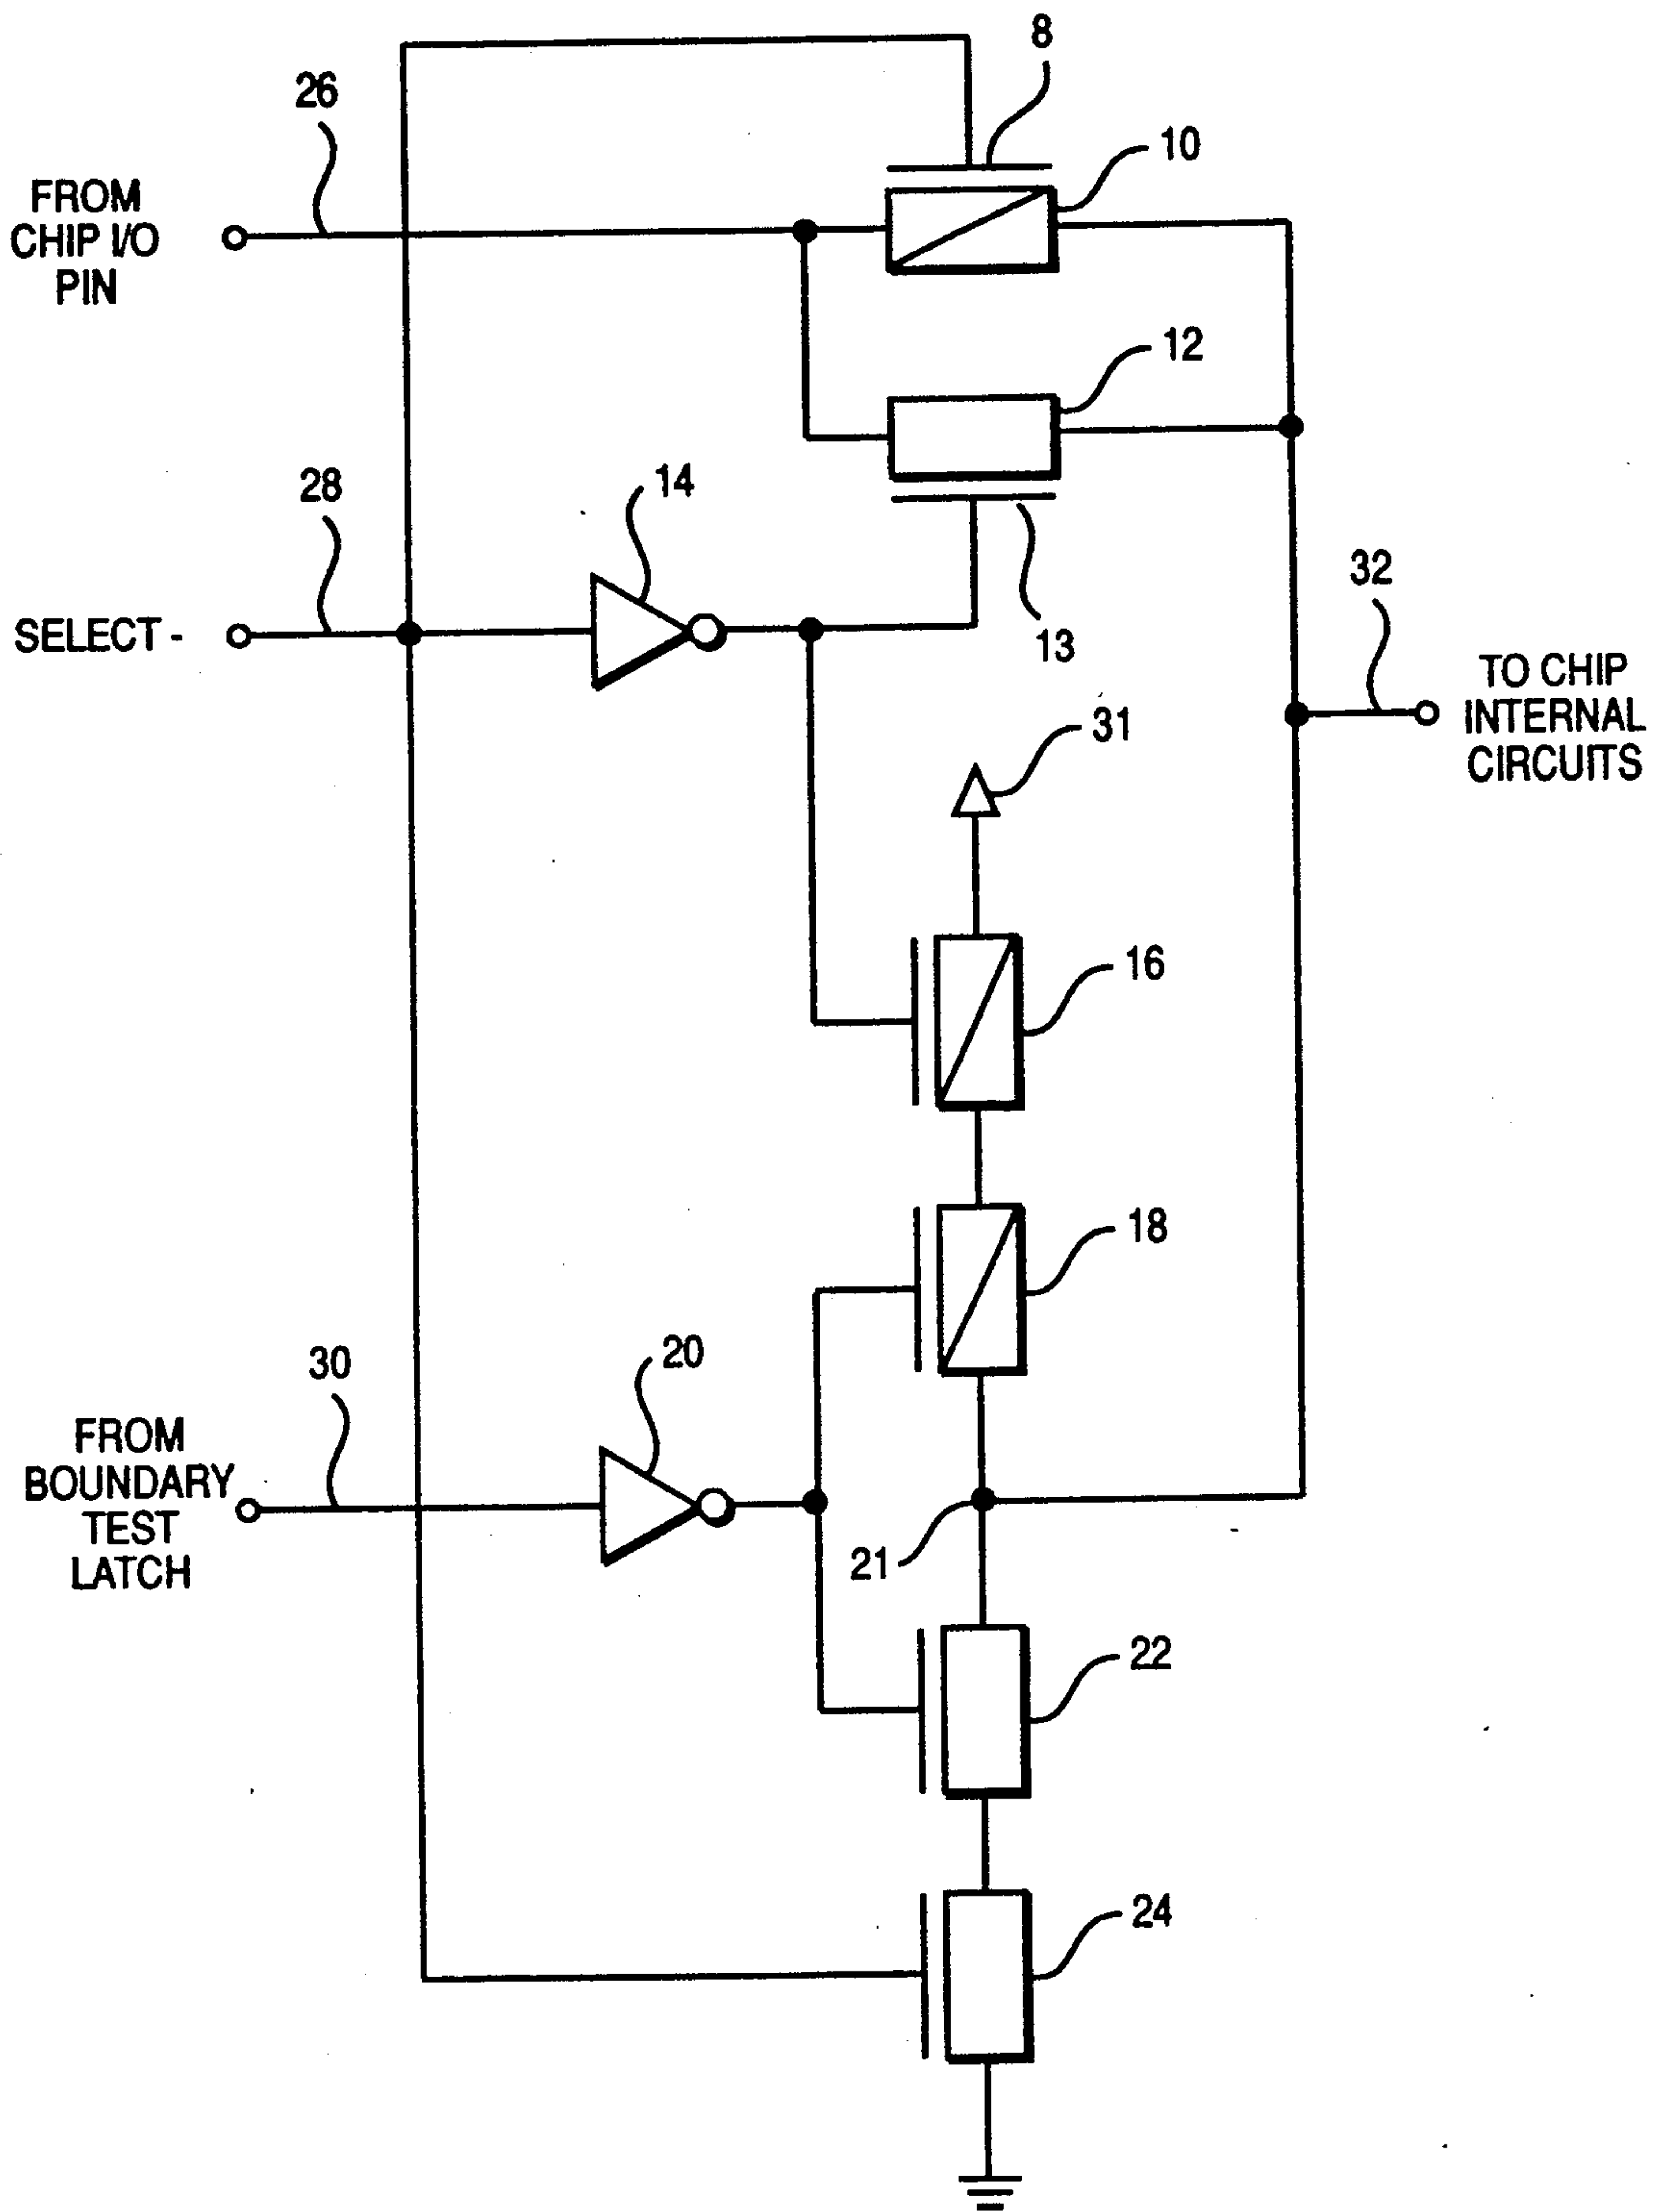 8
26
10
FROM
CHIP I/O
PIN
12
28
14
SELECT -
13
32
TO CHIP
INTERNAL
CIRCUITS
31
16
18
30
20
FROM
BOUNDARY
TEST
LATCH
21
22
24